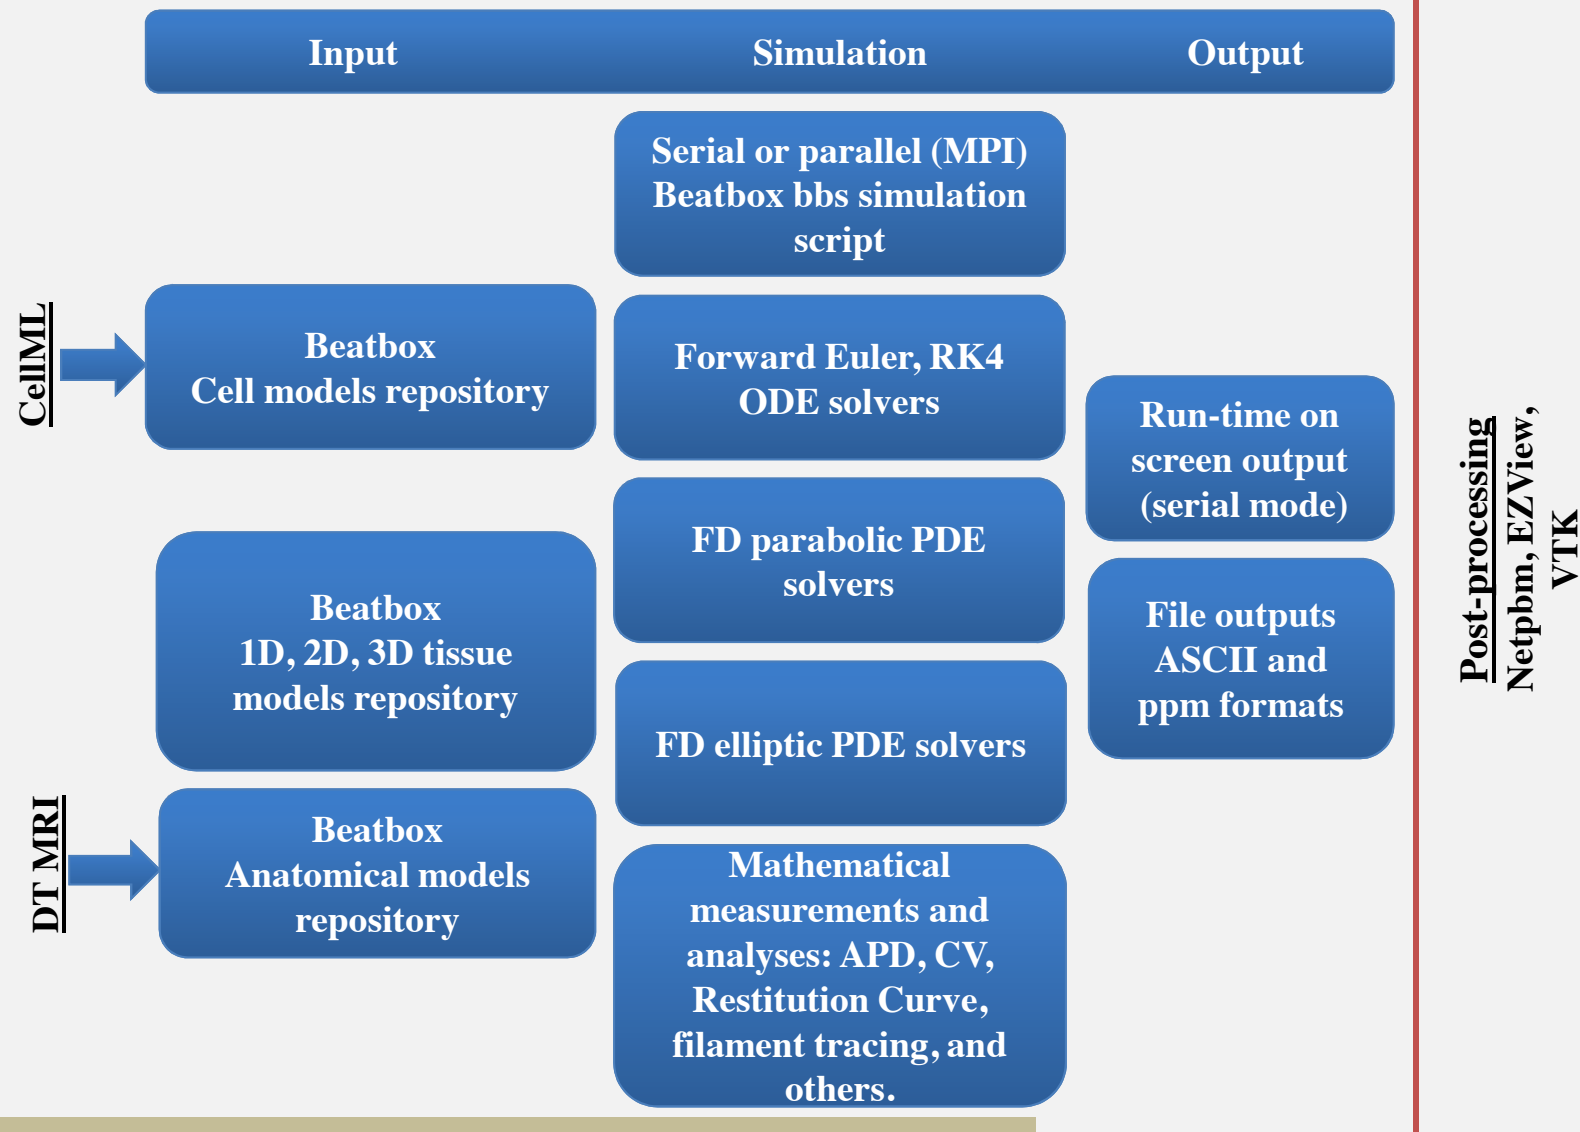 Input
Simulation
Output
CellML
Beatbox
Cell models repository
Beatbox
1D, 2D, 3D tissue
models repository
DT MRI
Beatbox
Anatomical models
repository
Serial or parallel (MPI)
Beatbox bbs simulation
script
Forward Euler, RK4
ODE solvers
FD parabolic PDE
solvers
FD elliptic PDE solvers
Mathematical
measurements and
analyses: APD, CV,
Restitution Curve,
filament tracing, and
others.
Run-time on
screen output
(serial mode)
File outputs
ASCII and
ppm formats
Post-processing
Netpbm, EZView,
VTK